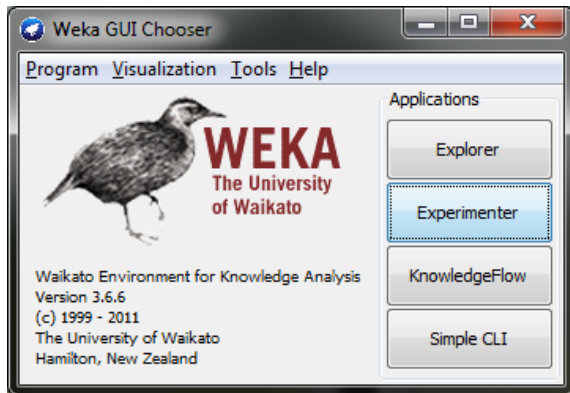 Weka GUI Chooser
Program Visualization Tools Help
Applications
WEKA
The University
of Waikato
Explorer
Experimenter
KnowledgeFlow
Simple CLI
Waikato Environment for Knowledge Analysis
Version 3.6.6
(c) 1999 - 2011
The University of Waikato
Hamilton, New Zealand